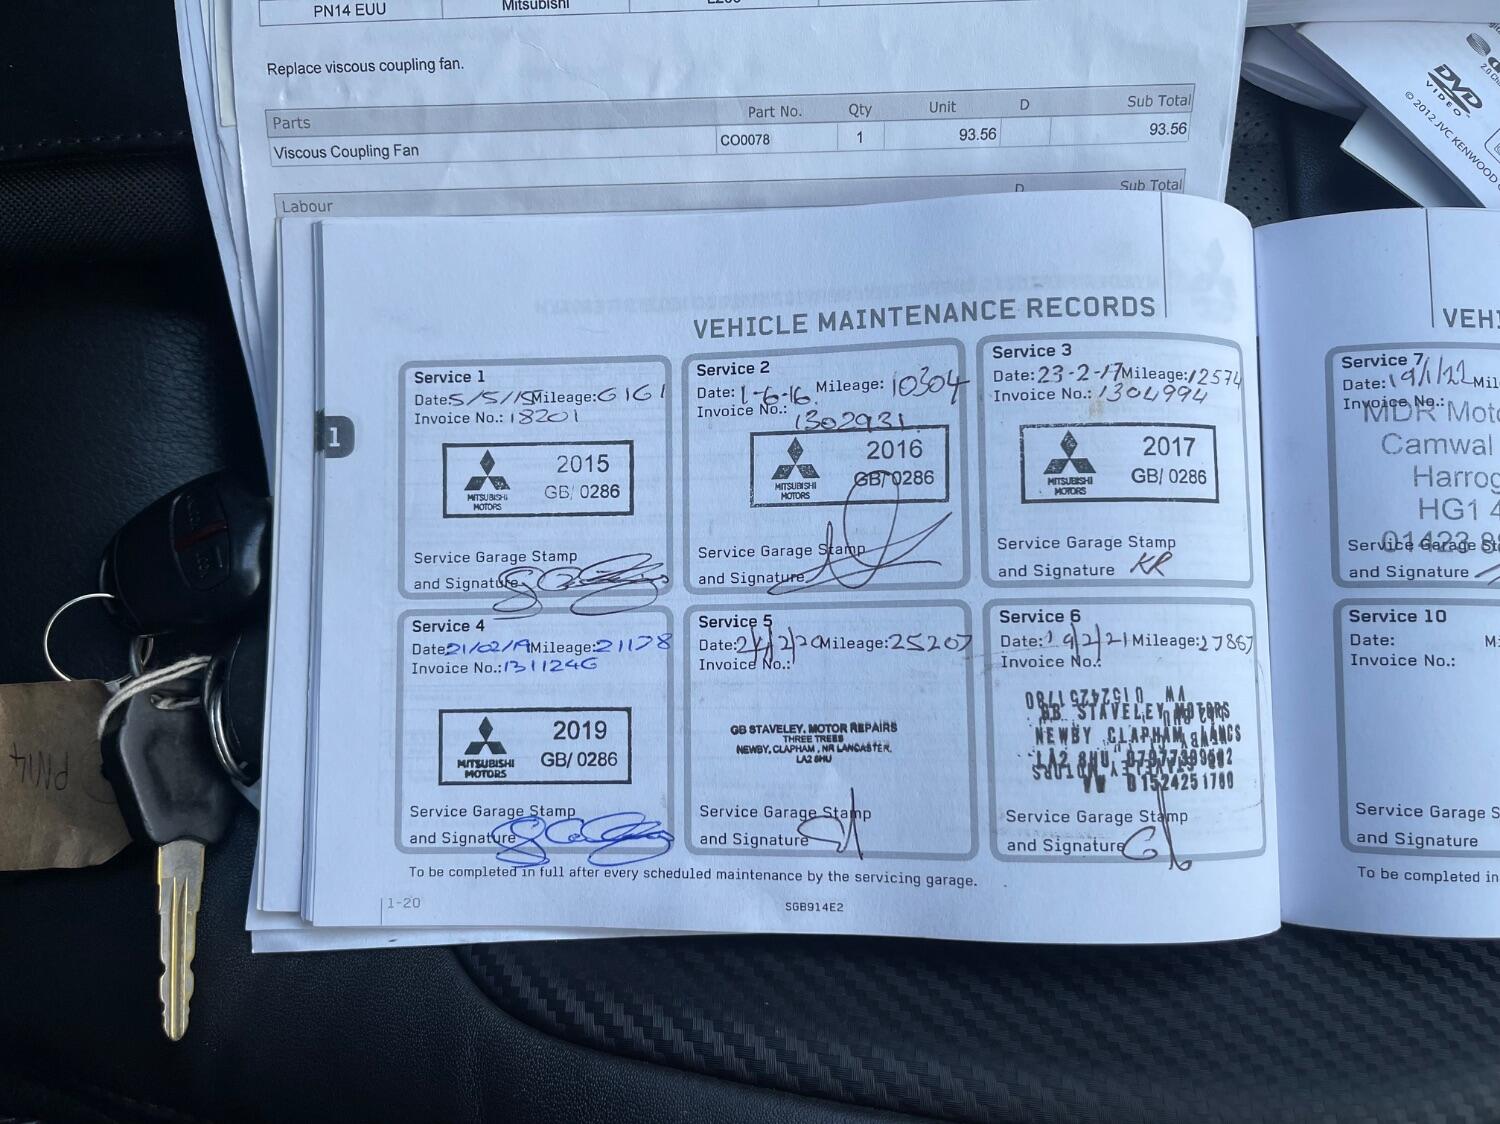 PN14 EUU Mitsubishi
Replace viscous coupling fan.
Parts Part No. Qty Unit D Sub Total
Viscous Coupling Fan CO0078 1 93.56 93.56
Labour D Sub Total
DVD
VIDEO
© 2012 JVC KENWOOD
VEHICLE MAINTENANCE RECORDS
1
Service 1
Date: 5/5/15 Mileage: 6161
Invoice No.: 18201
MITSUBISHI
MOTORS
2015
GB/ 0286
Service Garage Stamp
and Signature
Service 2
Date: 1-6-16. Mileage: 10304
Invoice No.: 1302931
MITSUBISHI
MOTORS
2016
GB/ 0286
Service Garage Stamp
and Signature
Service 3
Date: 23-2-17 Mileage: 12574
Invoice No.: 1304994
MITSUBISHI
MOTORS
2017
GB/ 0286
Service Garage Stamp
and Signature KR
Service 4
Date: 21/02/19 Mileage: 21178
Invoice No.: 1311246
MITSUBISHI
MOTORS
2019
GB/ 0286
Service Garage Stamp
and Signature
Service 5
Date: 2/20 Mileage: 25207
Invoice No.:
GB STAVELEY. MOTOR REPAIRS
THREE TREES
NEWBY, CLAPHAM, NR LANCASTER.
LA2 8HU
Service Garage Stamp
and Signature
Service 6
Date: 19/2/21 Mileage: 27867
Invoice No.:
GB STAVELEY MOTORS
NEWBY CLAPHAM LANCS
LA2 8HU
01524251780
Service Garage Stamp
and Signature
To be completed in full after every scheduled maintenance by the servicing garage.
1-20
SGB914E2
VEH
Service 7
Date: 19/1/22 Mil
Invoice No.:
MDR Moto
Camwal
Harrog
HG1 4
01423 8
Service Garage St
and Signature
Service 10
Date: Mi
Invoice No.:
Service Garage S
and Signature
To be completed in
PN14